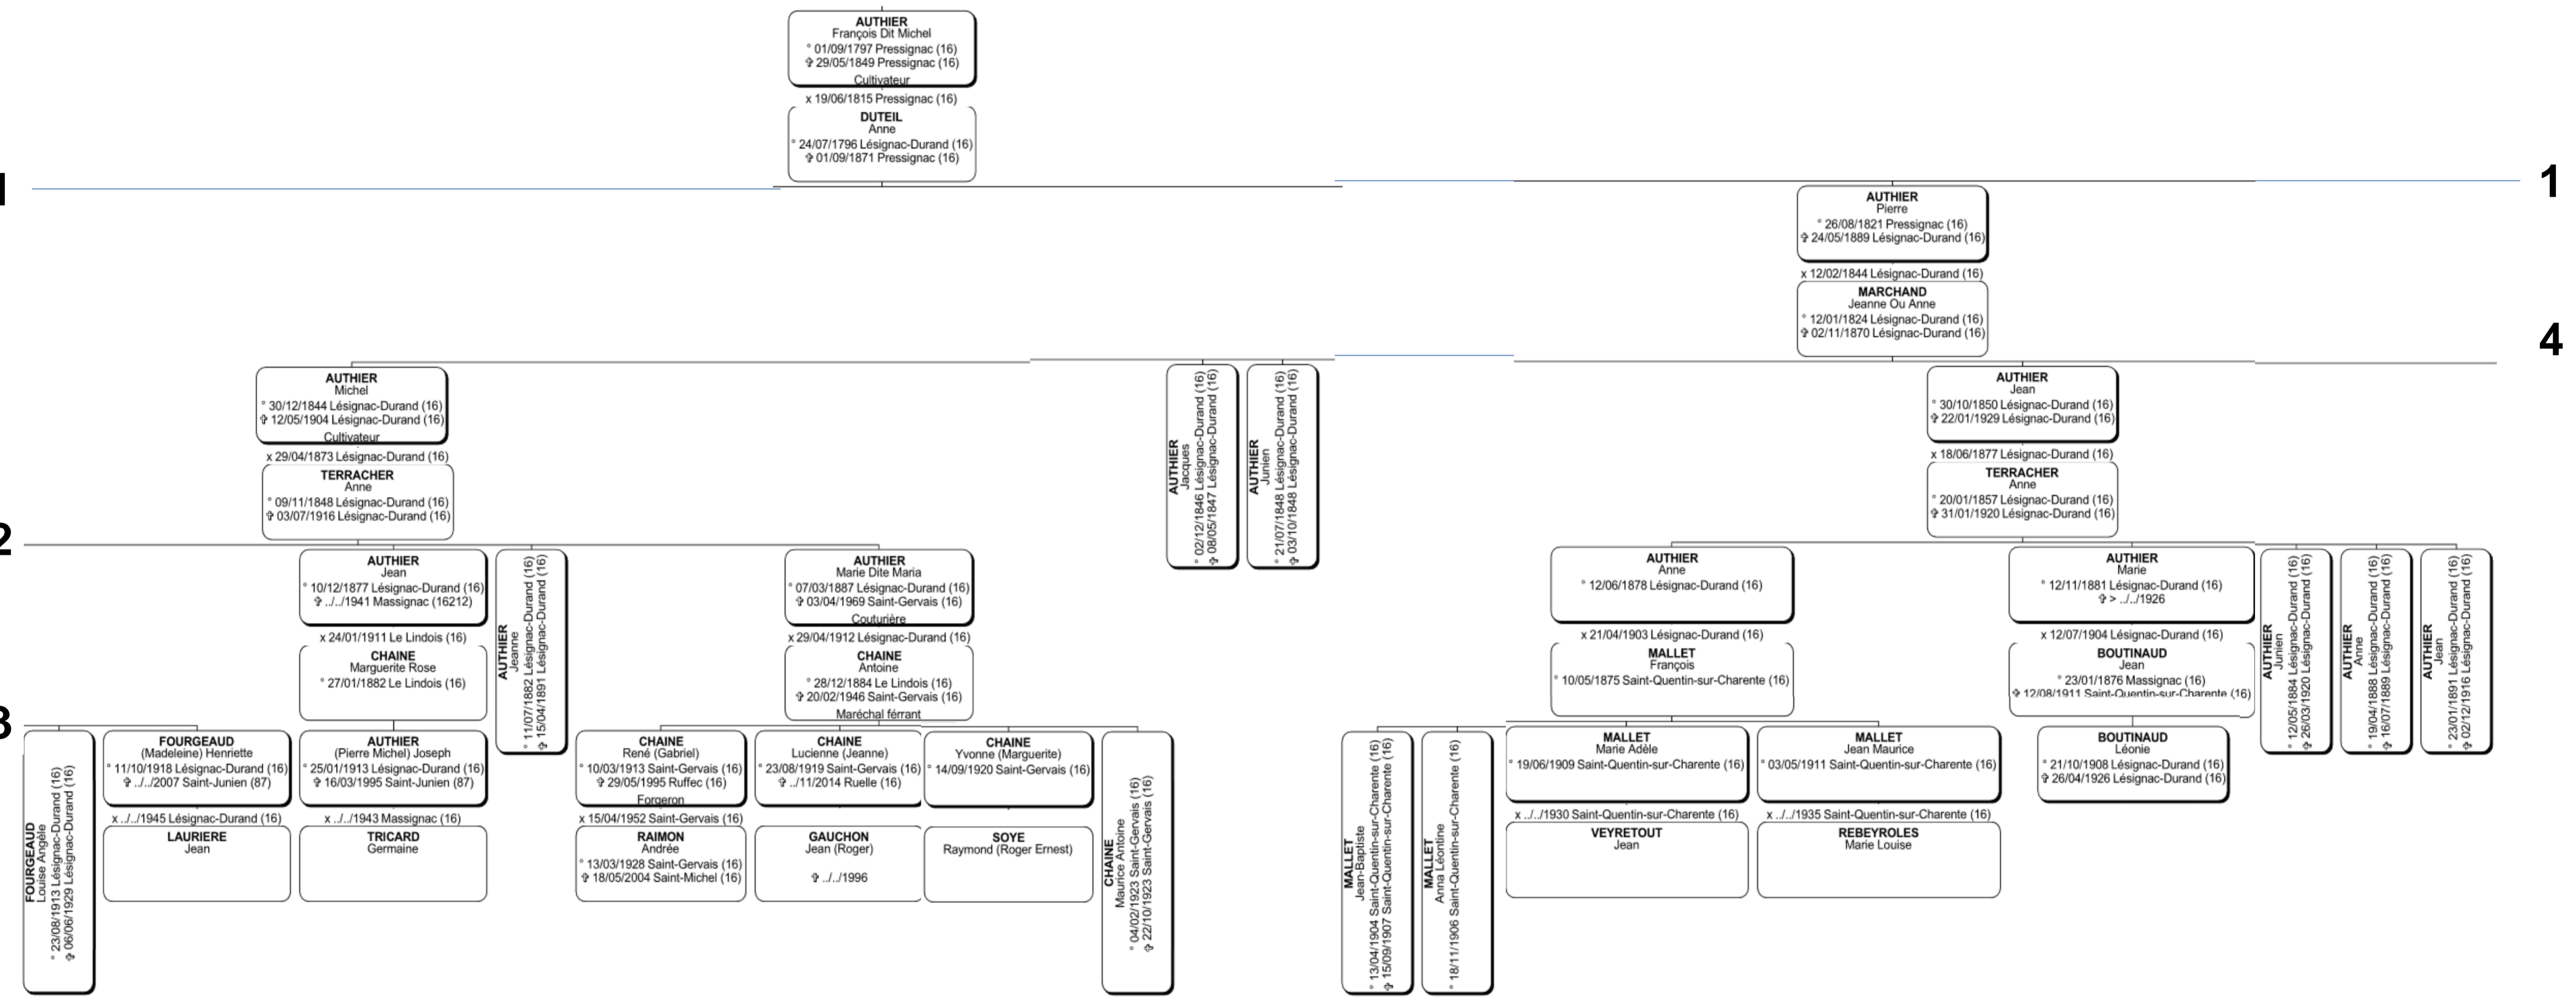 AUTHIER
François Dit Michel
° 01/09/1797 Pressignac (16)
✞ 29/05/1849 Pressignac (16)
Cultivateur
x 19/06/1815 Pressignac (16)
DUTEIL
Anne
° 24/07/1796 Lésignac-Durand (16)
✞ 01/09/1871 Pressignac (16)
1
1
AUTHIER
Pierre
° 26/08/1821 Pressignac (16)
✞ 24/05/1889 Lésignac-Durand (16)
x 12/02/1844 Lésignac-Durand (16)
MARCHAND
Jeanne Ou Anne
° 12/01/1824 Lésignac-Durand (16)
✞ 02/11/1870 Lésignac-Durand (16)
4
AUTHIER
Michel
° 30/12/1844 Lésignac-Durand (16)
✞ 12/05/1904 Lésignac-Durand (16)
Cultivateur
x 29/04/1873 Lésignac-Durand (16)
TERRACHER
Anne
° 09/11/1848 Lésignac-Durand (16)
✞ 03/07/1916 Lésignac-Durand (16)
AUTHIER
Jacques
° 02/12/1846 Lésignac-Durand (16)
✞ 08/05/1847 Lésignac-Durand (16)
AUTHIER
Junien
° 21/07/1848 Lésignac-Durand (16)
✞ 03/10/1848 Lésignac-Durand (16)
AUTHIER
Jean
° 30/10/1850 Lésignac-Durand (16)
✞ 22/01/1929 Lésignac-Durand (16)
x 18/06/1877 Lésignac-Durand (16)
TERRACHER
Anne
° 20/01/1857 Lésignac-Durand (16)
✞ 31/01/1920 Lésignac-Durand (16)
2
AUTHIER
Jean
° 10/12/1877 Lésignac-Durand (16)
✞ ../../1941 Massignac (16212)
x 24/01/1911 Le Lindois (16)
CHAINE
Marguerite Rose
° 27/01/1882 Le Lindois (16)
AUTHIER
Jeanne
° 11/07/1882 Lésignac-Durand (16)
✞ 15/04/1891 Lésignac-Durand (16)
AUTHIER
Marie Dite Maria
° 07/03/1887 Lésignac-Durand (16)
✞ 03/04/1969 Saint-Gervais (16)
Couturière
x 29/04/1912 Lésignac-Durand (16)
CHAINE
Antoine
° 28/12/1884 Le Lindois (16)
✞ 20/02/1946 Saint-Gervais (16)
Maréchal férrant
AUTHIER
Anne
° 12/06/1878 Lésignac-Durand (16)
x 21/04/1903 Lésignac-Durand (16)
MALLET
François
° 10/05/1875 Saint-Quentin-sur-Charente (16)
AUTHIER
Marie
° 12/11/1881 Lésignac-Durand (16)
✞ > ../../1926
x 12/07/1904 Lésignac-Durand (16)
BOUTINAUD
Jean
° 23/01/1876 Massignac (16)
✞ 12/08/1911 Saint-Quentin-sur-Charente (16)
AUTHIER
Junien
° 12/05/1884 Lésignac-Durand (16)
✞ 26/03/1920 Lésignac-Durand (16)
AUTHIER
Anne
° 19/04/1888 Lésignac-Durand (16)
✞ 16/07/1889 Lésignac-Durand (16)
AUTHIER
Jean
° 23/01/1891 Lésignac-Durand (16)
✞ 02/12/1916 Lésignac-Durand (16)
3
FOURGEAUD
Louise Angèle
° 23/08/1913 Lésignac-Durand (16)
✞ 06/06/1929 Lésignac-Durand (16)
FOURGEAUD
(Madeleine) Henriette
° 11/10/1918 Lésignac-Durand (16)
✞ ../../2007 Saint-Junien (87)
x ../../1945 Lésignac-Durand (16)
LAURIERE
Jean
AUTHIER
(Pierre Michel) Joseph
° 25/01/1913 Lésignac-Durand (16)
✞ 16/03/1995 Saint-Junien (87)
x ../../1943 Massignac (16)
TRICARD
Germaine
CHAINE
René (Gabriel)
° 10/03/1913 Saint-Gervais (16)
✞ 29/05/1995 Ruffec (16)
Forgeron
x 15/04/1952 Saint-Gervais (16)
RAIMON
Andrée
° 13/03/1928 Saint-Gervais (16)
✞ 18/05/2004 Saint-Michel (16)
CHAINE
Lucienne (Jeanne)
° 23/08/1919 Saint-Gervais (16)
✞ ../11/2014 Ruelle (16)
GAUCHON
Jean (Roger)
✞ ../../1996
CHAINE
Yvonne (Marguerite)
° 14/09/1920 Saint-Gervais (16)
SOYE
Raymond (Roger Ernest)
CHAINE
Maurice Antoine
° 04/02/1923 Saint-Gervais (16)
✞ 22/10/1923 Saint-Gervais (16)
MALLET
Jean-Baptiste
° 13/04/1904 Saint-Quentin-sur-Charente (16)
✞ 15/09/1907 Saint-Quentin-sur-Charente (16)
MALLET
Anna Léontine
° 18/11/1906 Saint-Quentin-sur-Charente (16)
MALLET
Marie Adèle
° 19/06/1909 Saint-Quentin-sur-Charente (16)
x ../../1930 Saint-Quentin-sur-Charente (16)
VEYRETOUT
Jean
MALLET
Jean Maurice
° 03/05/1911 Saint-Quentin-sur-Charente (16)
x ../../1935 Saint-Quentin-sur-Charente (16)
REBEYROLES
Marie Louise
BOUTINAUD
Léonie
° 21/10/1908 Lésignac-Durand (16)
✞ 26/04/1926 Lésignac-Durand (16)